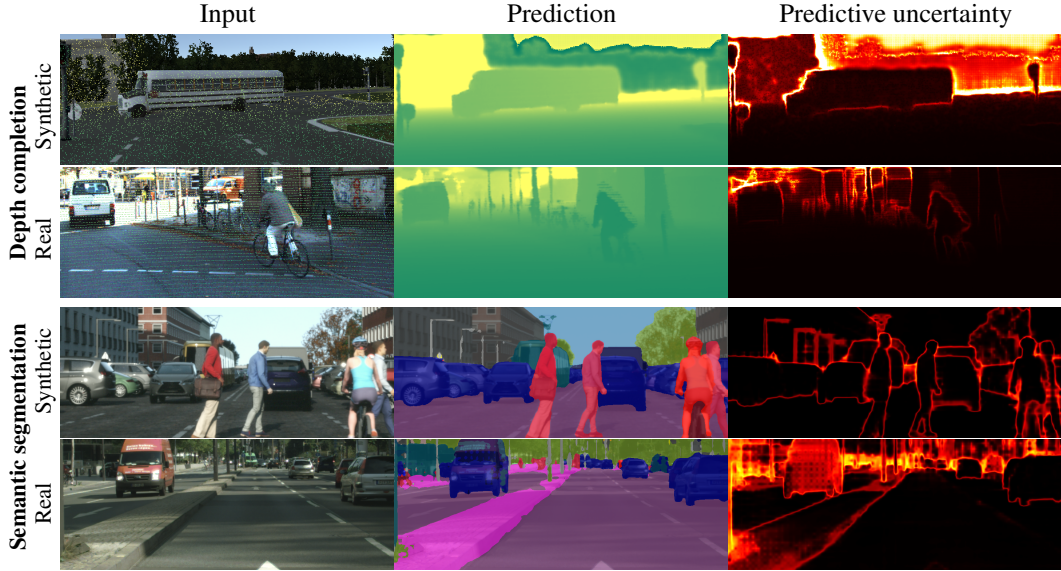 Input Prediction Predictive uncertainty
Depth completion
Synthetic
Real
Semantic segmentation
Synthetic
Real